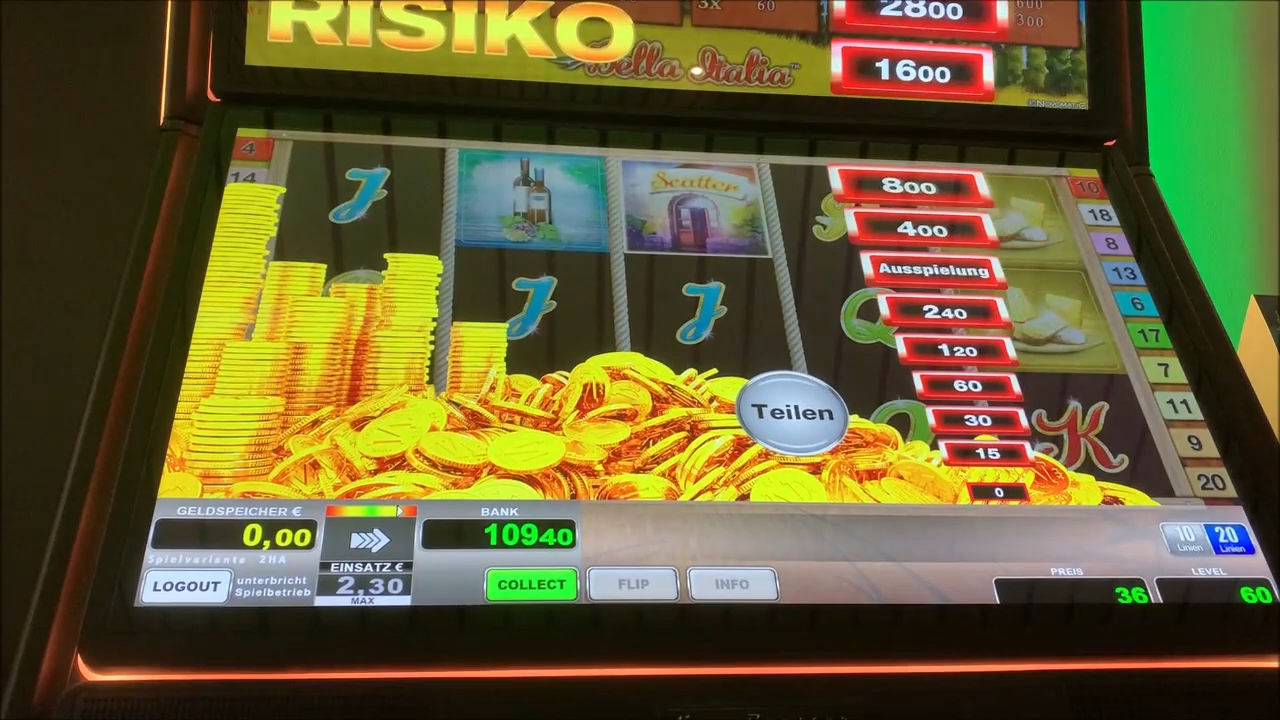 RISIKO
3X 60
600
300
2800
Bella Italia™
1600
© NOVOMATIC
4
14
J
Scatter
800
400
Ausspielung
240
120
60
30
15
0
10
18
8
13
6
17
7
11
9
20
J
J
Q
Q
K
Teilen
GELDSPEICHER €
0,00
Spielvariante 2HA
EINSATZ €
2,30
MAX
BANK
10940
LOGOUT
unterbricht
Spielbetrieb
COLLECT
FLIP
INFO
10
Linien
20
Linien
PREIS
36
LEVEL
60